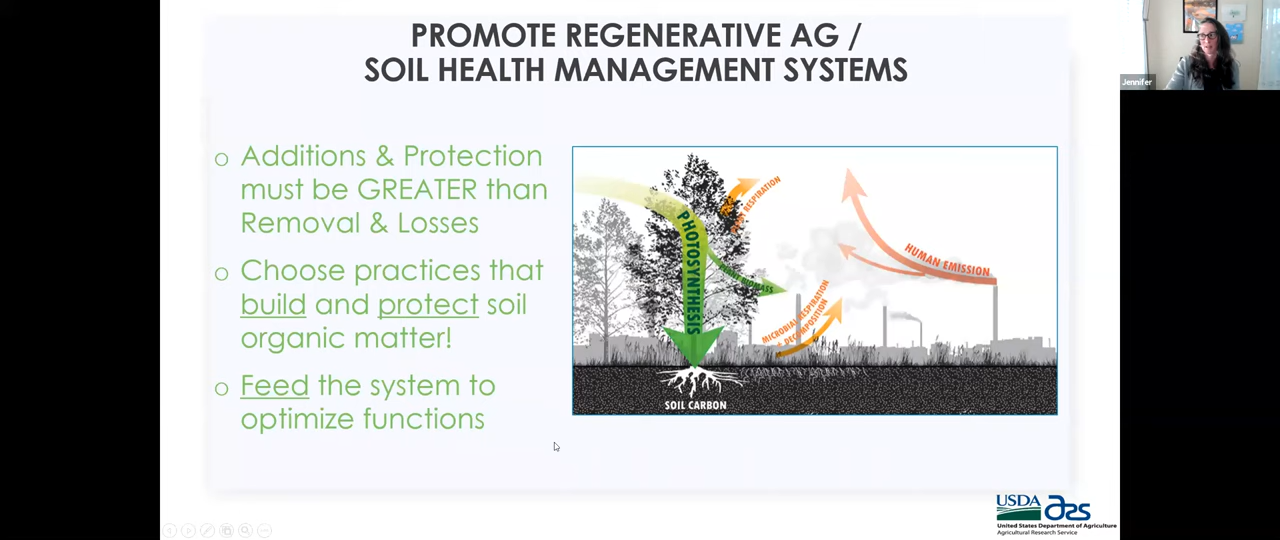 PROMOTE REGENERATIVE AG /
SOIL HEALTH MANAGEMENT SYSTEMS
Jennifer
o Additions & Protection
must be GREATER than
Removal & Losses
o Choose practices that
build and protect soil
organic matter!
o Feed the system to
optimize functions
PHOTOSYNTHESIS
RESPIRATION
BIOMASS
MICROBIAL RESPIRATION
DECOMPOSITION
HUMAN EMISSION
SOIL CARBON
USDA ars
United States Department of Agriculture
Agricultural Research Service